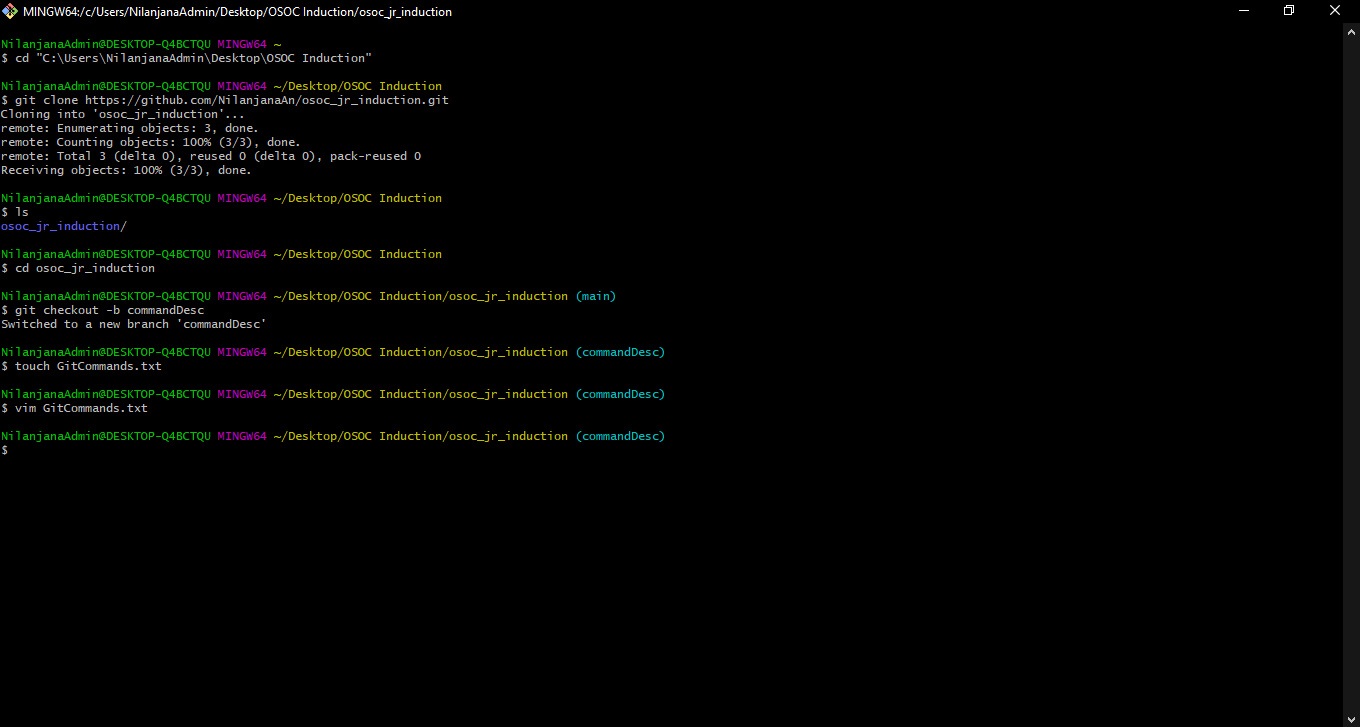 MINGW64:/c/Users/NilanjanaAdmin/Desktop/OSOC Induction/osoc_jr_induction
NilanjanaAdmin@DESKTOP-Q4BCTQU MINGW64 ~
$ cd "C:\Users\NilanjanaAdmin\Desktop\OSOC Induction"
NilanjanaAdmin@DESKTOP-Q4BCTQU MINGW64 ~/Desktop/OSOC Induction
$ git clone https://github.com/NilanjanaAn/osoc_jr_induction.git
Cloning into 'osoc_jr_induction'...
remote: Enumerating objects: 3, done.
remote: Counting objects: 100% (3/3), done.
remote: Total 3 (delta 0), reused 0 (delta 0), pack-reused 0
Receiving objects: 100% (3/3), done.
NilanjanaAdmin@DESKTOP-Q4BCTQU MINGW64 ~/Desktop/OSOC Induction
$ ls
osoc_jr_induction/
NilanjanaAdmin@DESKTOP-Q4BCTQU MINGW64 ~/Desktop/OSOC Induction
$ cd osoc_jr_induction
NilanjanaAdmin@DESKTOP-Q4BCTQU MINGW64 ~/Desktop/OSOC Induction/osoc_jr_induction (main)
$ git checkout -b commandDesc
Switched to a new branch 'commandDesc'
NilanjanaAdmin@DESKTOP-Q4BCTQU MINGW64 ~/Desktop/OSOC Induction/osoc_jr_induction (commandDesc)
$ touch GitCommands.txt
NilanjanaAdmin@DESKTOP-Q4BCTQU MINGW64 ~/Desktop/OSOC Induction/osoc_jr_induction (commandDesc)
$ vim GitCommands.txt
NilanjanaAdmin@DESKTOP-Q4BCTQU MINGW64 ~/Desktop/OSOC Induction/osoc_jr_induction (commandDesc)
$